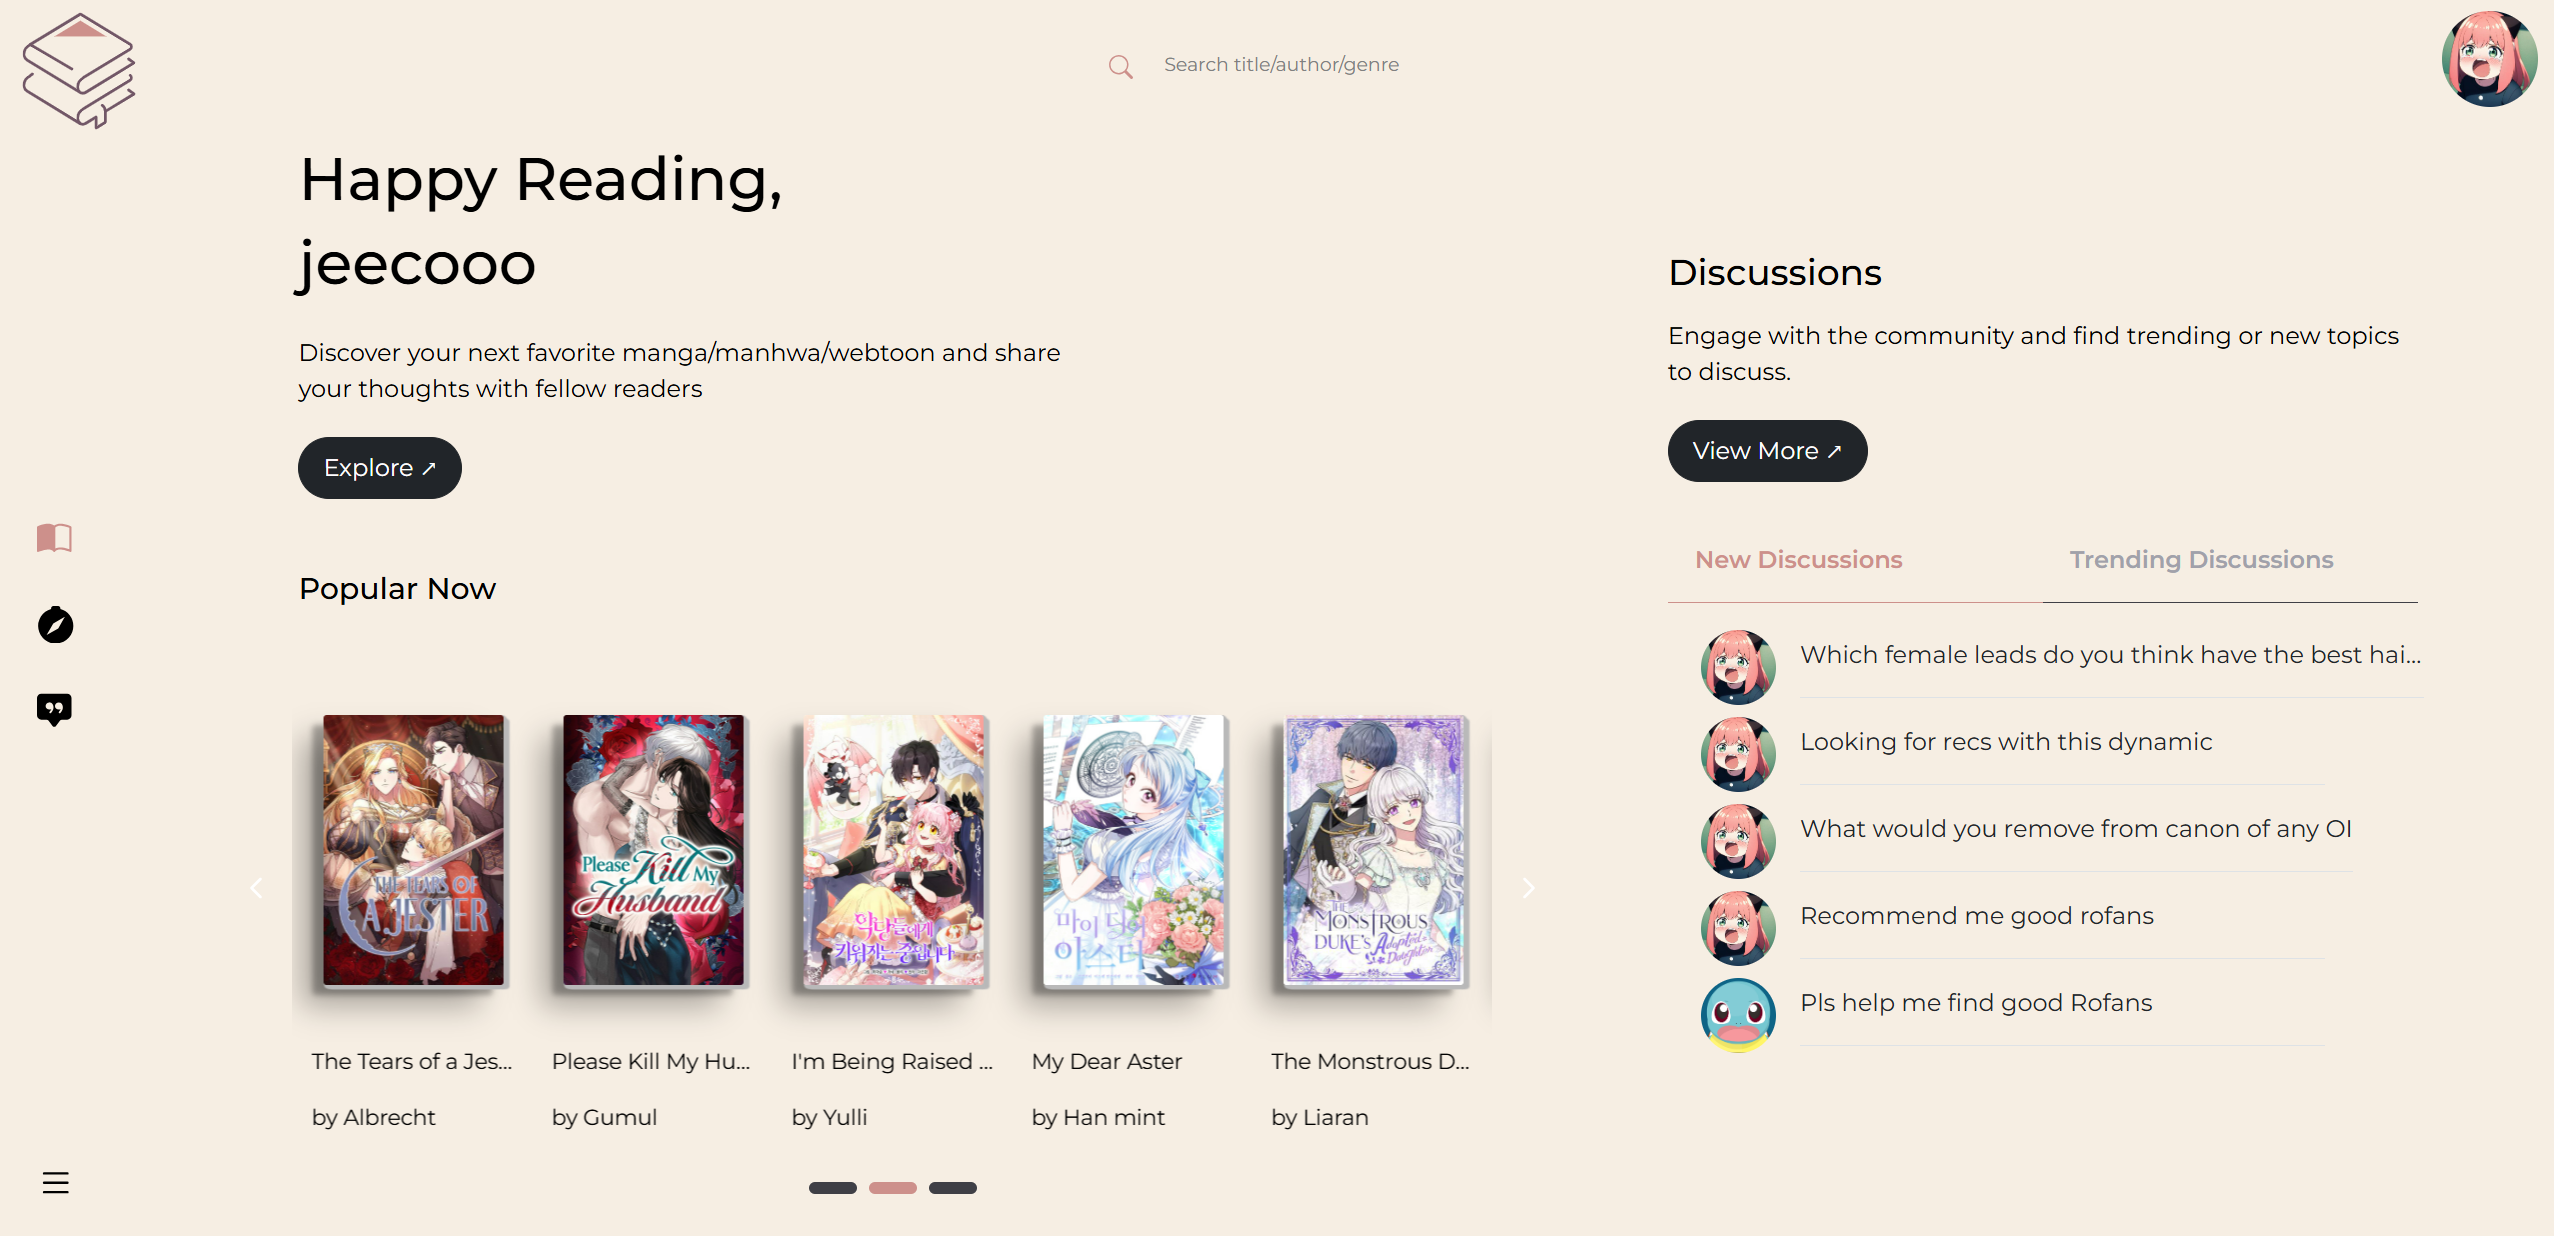 Search title/author/genre
Happy Reading,
jeecooo
Discover your next favorite manga/manhwa/webtoon and share
your thoughts with fellow readers
Explore ↗
Popular Now
THE TEARS OF
A JESTER
Please Kill My
Husband
악당들에게
키워지는 중입니다
마이 디어
아스터
THE
MONSTROUS
DUKE'S Adopted
Daughter
The Tears of a Jes...
by Albrecht
Please Kill My Hu...
by Gumul
I'm Being Raised ...
by Yulli
My Dear Aster
by Han mint
The Monstrous D...
by Liaran
Discussions
Engage with the community and find trending or new topics
to discuss.
View More ↗
New Discussions
Trending Discussions
Which female leads do you think have the best hai...
Looking for recs with this dynamic
What would you remove from canon of any OI
Recommend me good rofans
Pls help me find good Rofans